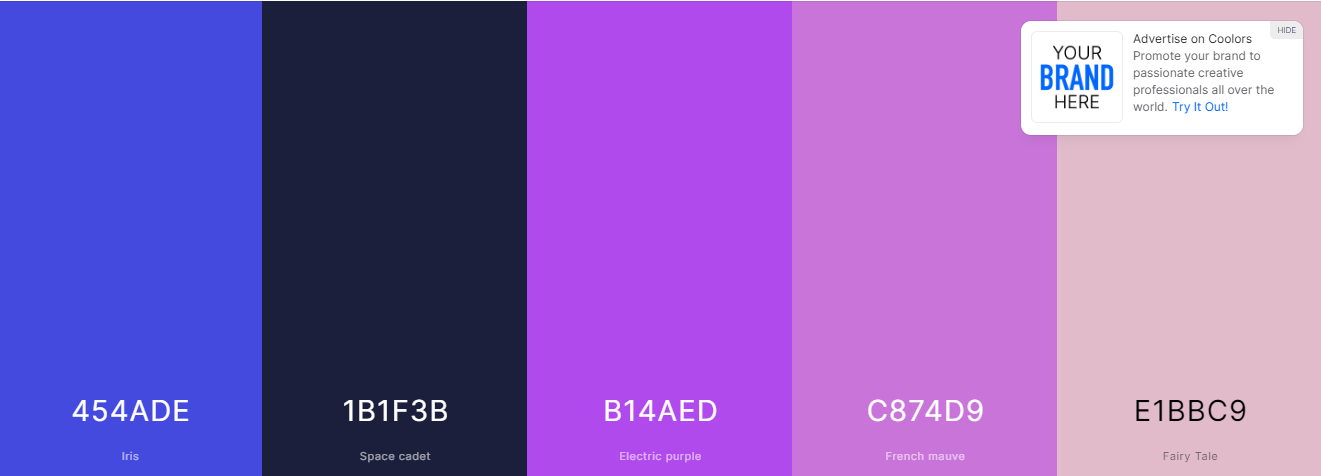 HIDE
YOUR
BRAND
HERE
Advertise on Coolors
Promote your brand to
passionate creative
professionals all over the
world. Try It Out!
454ADE
Iris
1B1F3B
Space cadet
B14AED
Electric purple
C874D9
French mauve
E1BBC9
Fairy Tale